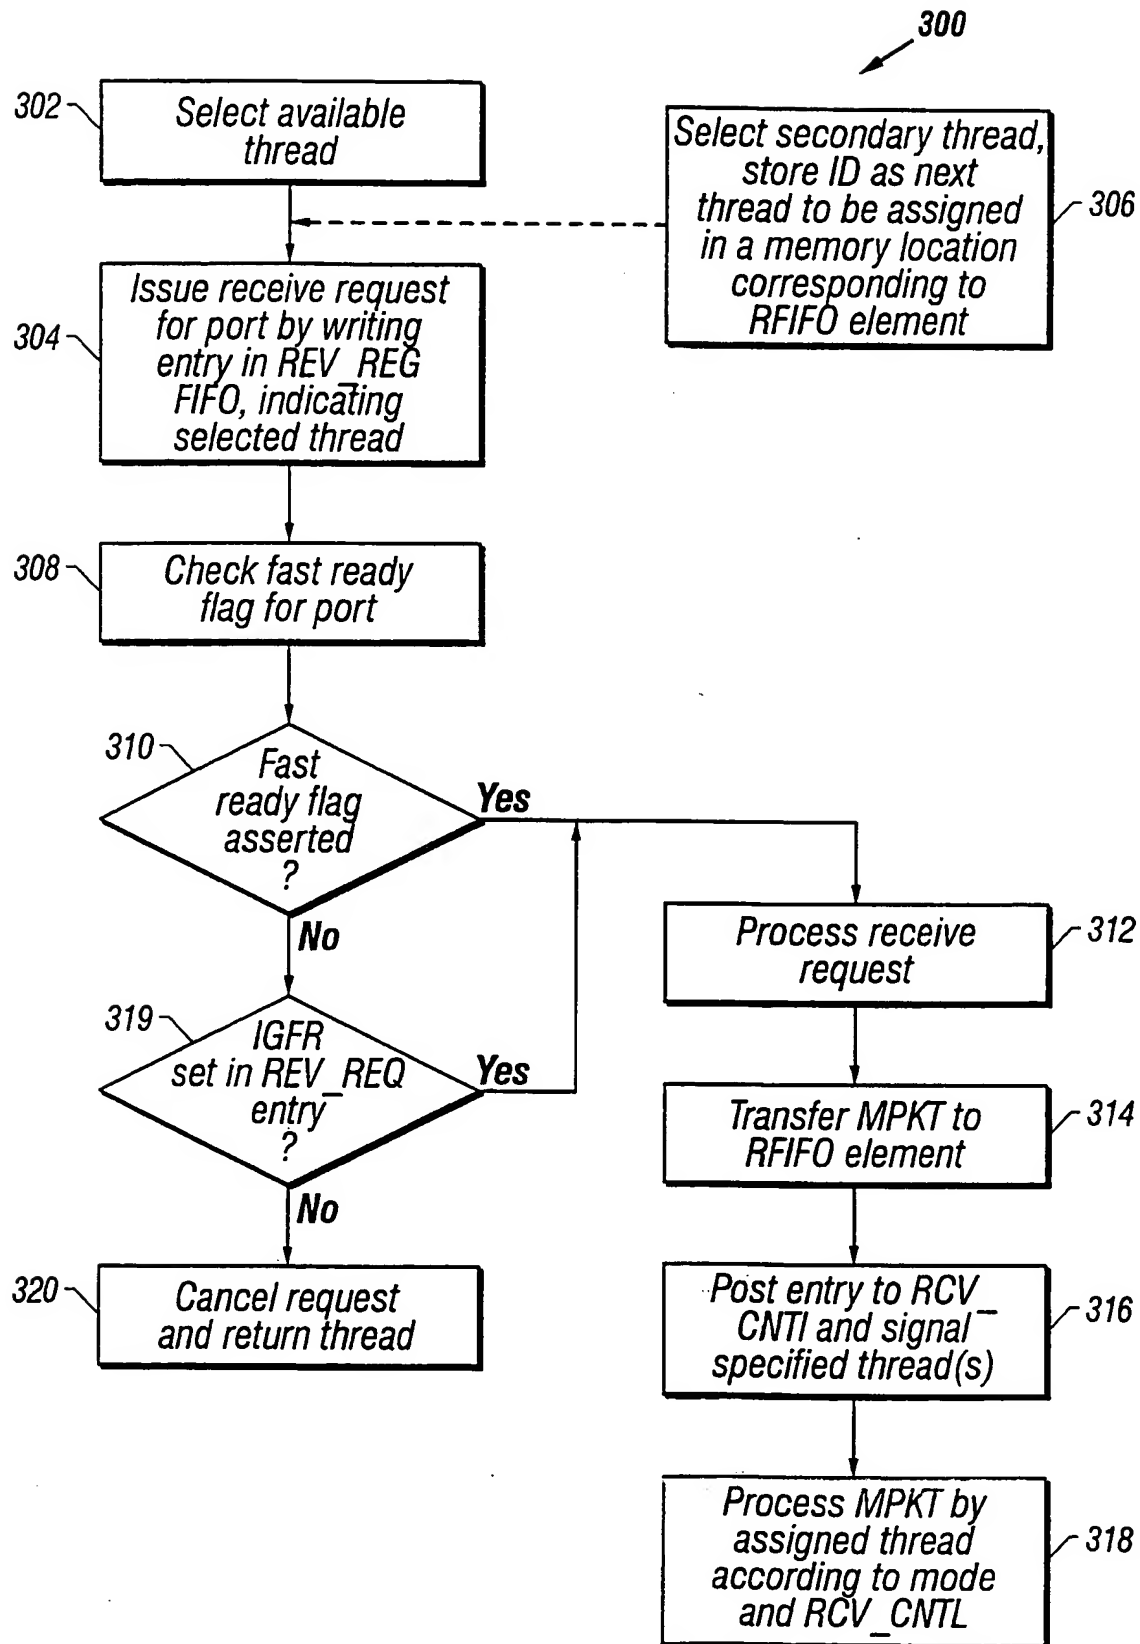 300
302
Select available
thread
Select secondary thread,
store ID as next
thread to be assigned
in a memory location
corresponding to
RFIFO element
306
304
Issue receive request
for port by writing
entry in REV_REG
FIFO, indicating
selected thread
308
Check fast ready
flag for port
310
Fast
ready flag
asserted
?
Yes
No
312
Process receive
request
319
IGFR
set in REV_REQ
entry
?
Yes
No
314
Transfer MPKT to
RFIFO element
320
Cancel request
and return thread
316
Post entry to RCV_
CNTI and signal
specified thread(s)
318
Process MPKT by
assigned thread
according to mode
and RCV_CNTL